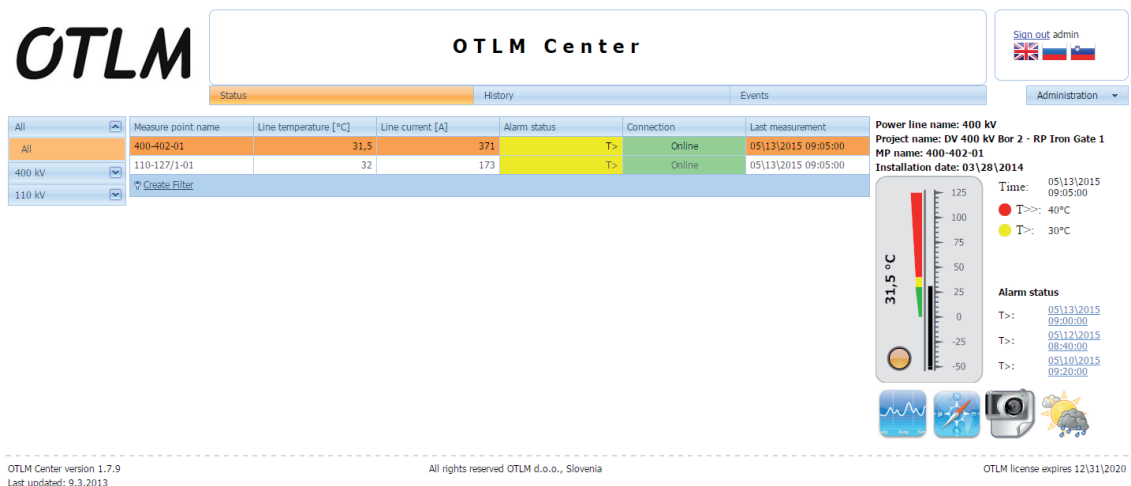 OTLM
OTLM Center
Sign out admin
Status History Events Administration
All
All
400 kV
110 kV
Measure point name Line temperature [°C] Line current [A] Alarm status Connection Last measurement
400-402-01 31,5 371 T> Online 05\13\2015 09:05:00
110-127/1-01 32 173 T> Online 05\13\2015 09:05:00
Create Filter
Power line name: 400 kV
Project name: DV 400 kV Bor 2 - RP Iron Gate 1
MP name: 400-402-01
Installation date: 03\28\2014
31,5 °C
125
100
75
50
25
0
-25
-50
Time: 05\13\2015
09:05:00
T>>: 40°C
T>: 30°C
Alarm status
T>: 05\13\2015
09:00:00
T>: 05\12\2015
08:40:00
T>: 05\10\2015
09:20:00
OTLM Center version 1.7.9
Last updated: 9.3.2013
All rights reserved OTLM d.o.o., Slovenia
OTLM license expires 12\31\2020